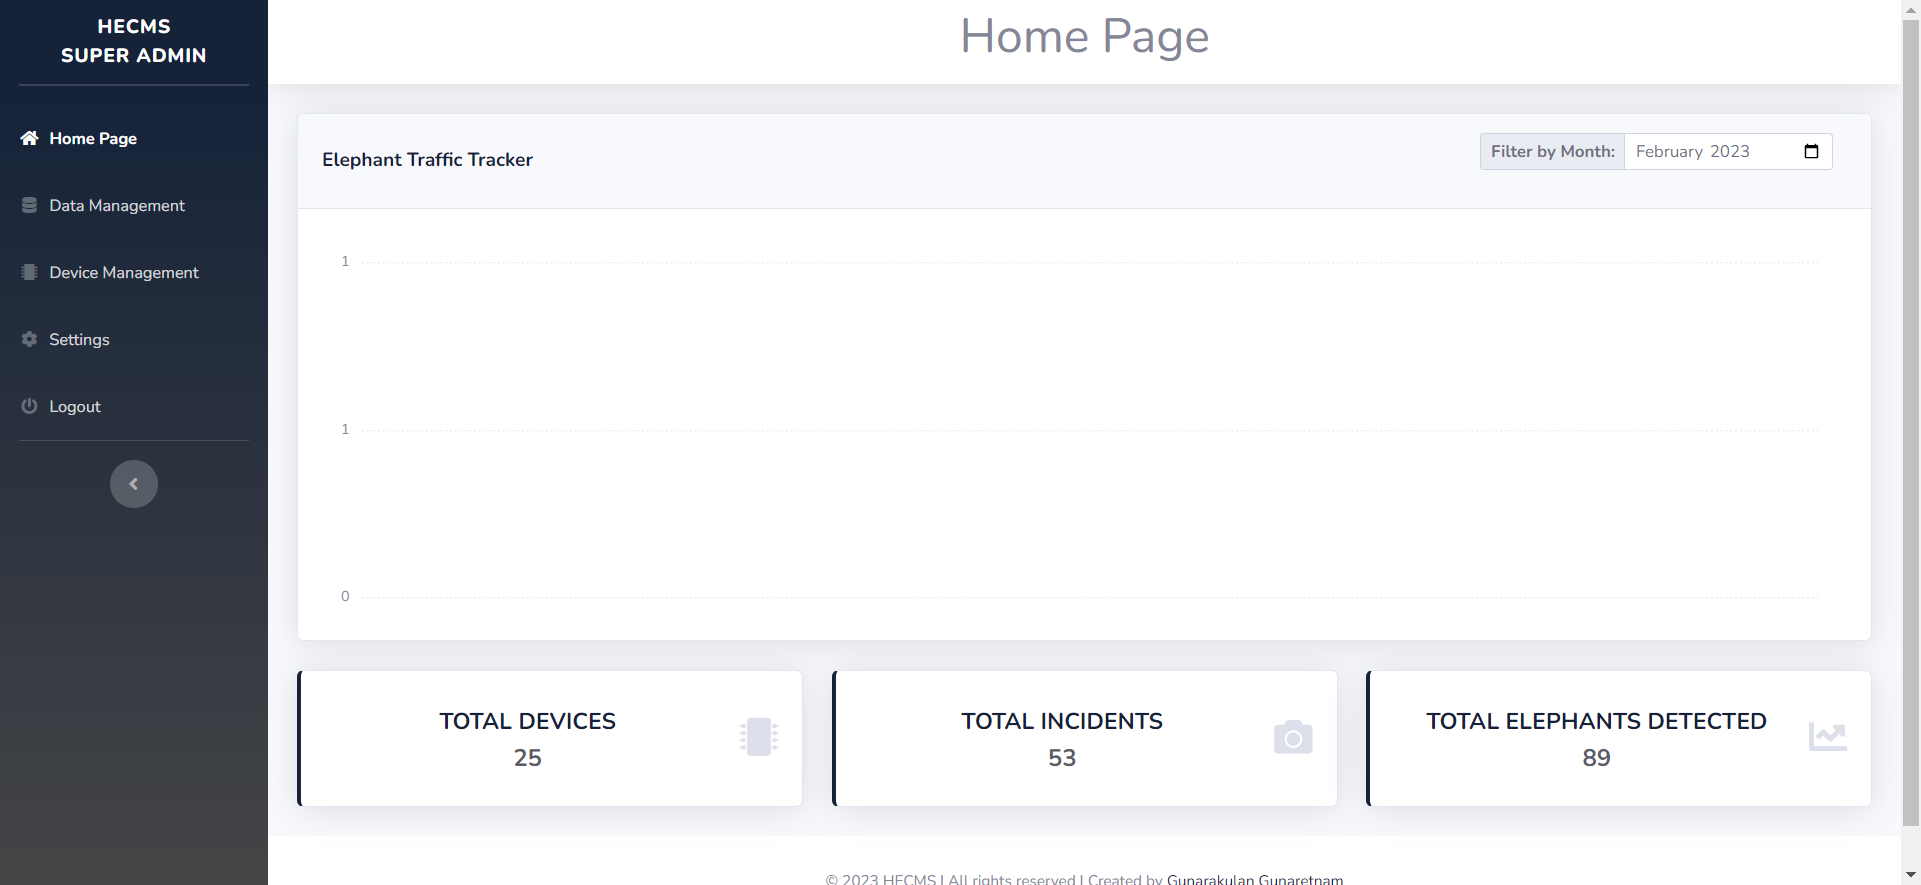 HECMS
SUPER ADMIN
Home Page
Data Management
Device Management
Settings
Logout
Home Page
Elephant Traffic Tracker
Filter by Month: February 2023
1
1
0
TOTAL DEVICES
25
TOTAL INCIDENTS
53
TOTAL ELEPHANTS DETECTED
89
© 2023 HECMS | All rights reserved | Created by Gunarakulan Gunaretnam